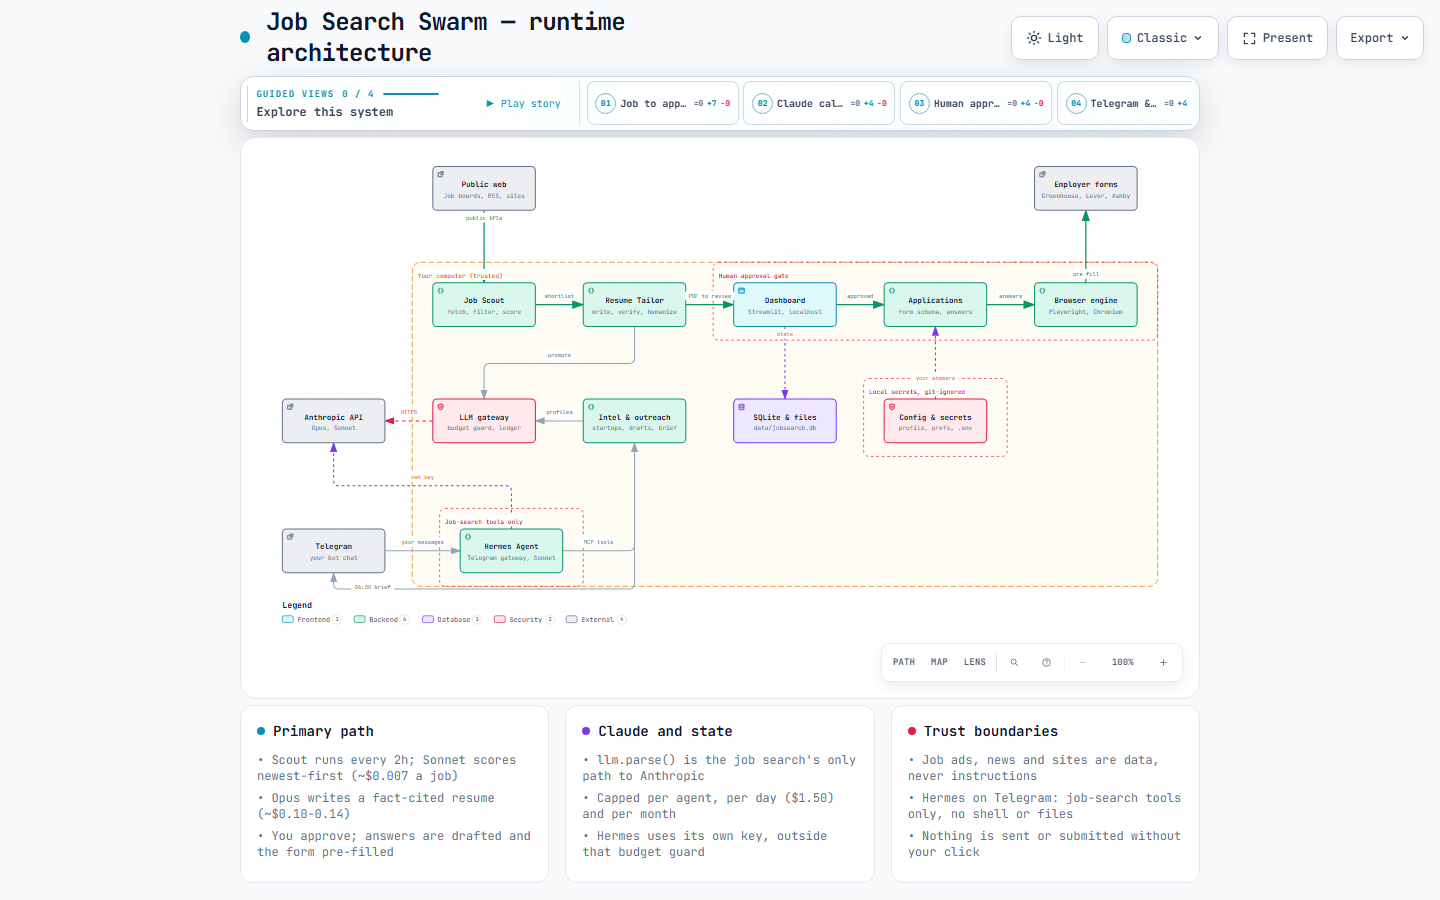 Job Search Swarm — runtime
architecture
Light
Classic
Present
Export
GUIDED VIEWS 0 / 4
Explore this system
Play story
01 Job to app… =0 +7 -0
02 Claude cal… =0 +4 -0
03 Human appr… =0 +4 -0
04 Telegram &… =0 +4
Public web
Job boards, RSS, sites
Employer forms
Greenhouse, Lever, Ashby
public APIs
Your computer (trusted)
Human approval gate
pre-fill
Job Scout
fetch, filter, score
shortlist
Resume Tailor
write, verify, humanize
PDF to review
Dashboard
Streamlit, localhost
approved
Applications
form schema, answers
answers
Browser engine
Playwright, Chromium
state
prompts
your answers
Local secrets, git-ignored
Anthropic API
Opus, Sonnet
HTTPS
LLM gateway
budget guard, ledger
profiles
Intel & outreach
startups, drafts, brief
SQLite & files
data/jobsearch.db
Config & secrets
profile, prefs, .env
own key
Job-search tools only
Telegram
your bot chat
your messages
Hermes Agent
Telegram gateway, Sonnet
MCP tools
06:00 brief
Legend
Frontend 1
Backend 6
Database 1
Security 2
External 4
PATH MAP LENS
− 100% +
Primary path
• Scout runs every 2h; Sonnet scores
newest-first (~$0.007 a job)
• Opus writes a fact-cited resume
(~$0.10-0.14)
• You approve; answers are drafted and
the form pre-filled
Claude and state
• llm.parse() is the job search's only
path to Anthropic
• Capped per agent, per day ($1.50)
and per month
• Hermes uses its own key, outside
that budget guard
Trust boundaries
• Job ads, news and sites are data,
never instructions
• Hermes on Telegram: job-search tools
only, no shell or files
• Nothing is sent or submitted without
your click